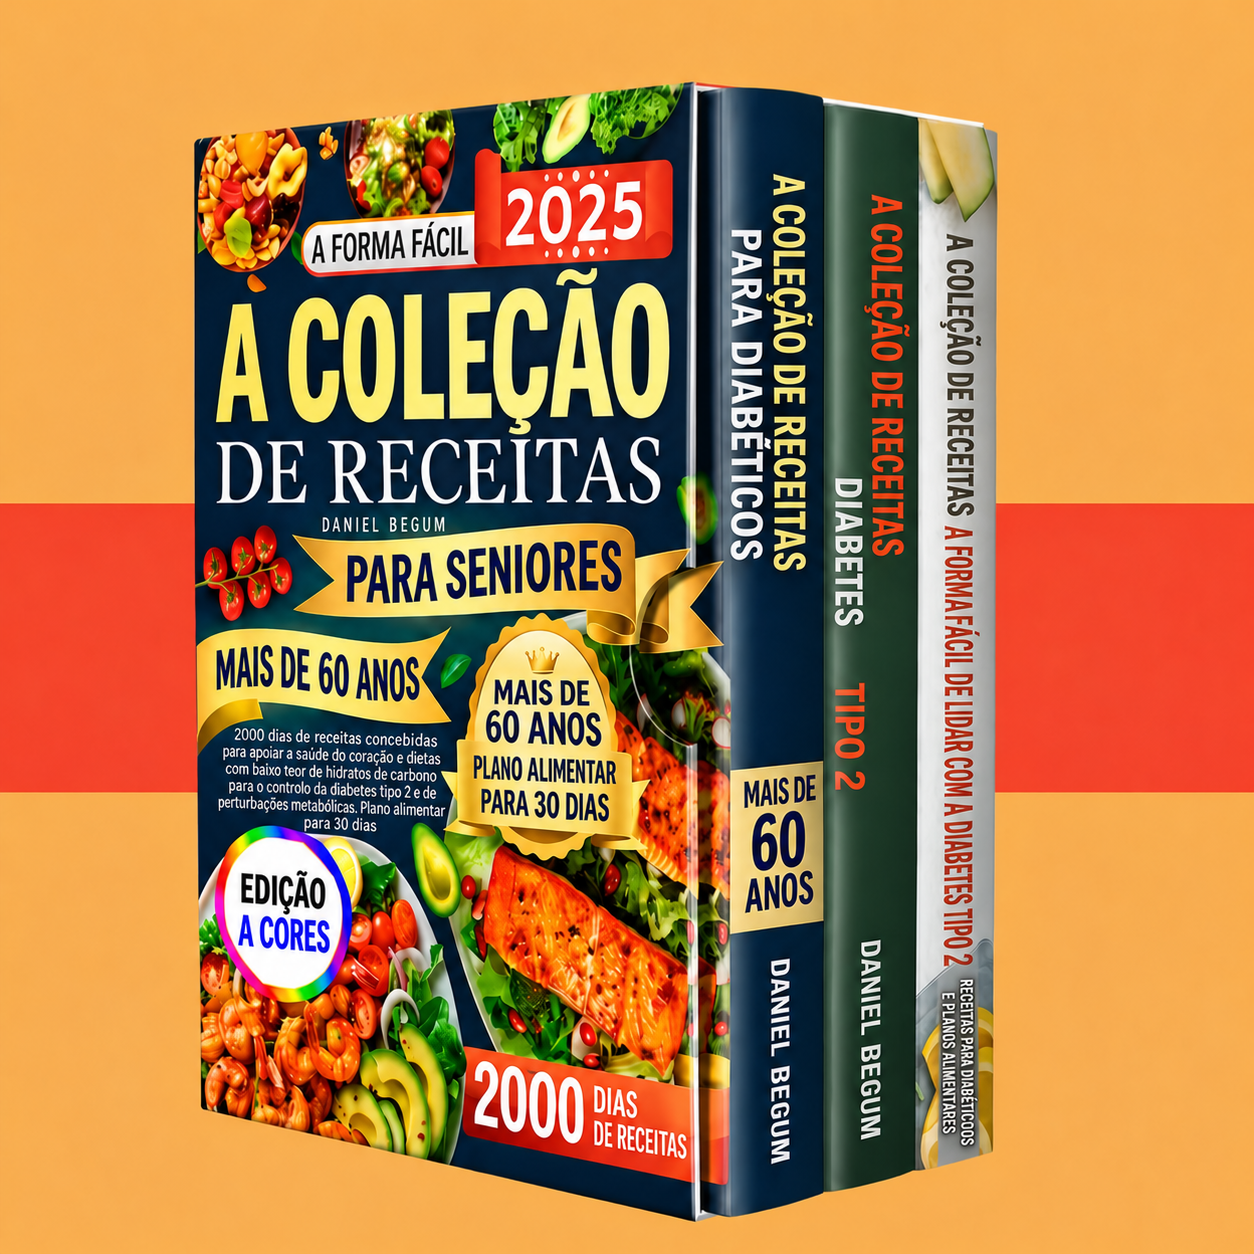 A FORMA FÁCIL
2025
A COLEÇÃO
DE RECEITAS
DANIEL BEGUM
PARA SENIORES
MAIS DE 60 ANOS
2000 dias de receitas concebidas
para apoiar a saúde do coração e dietas
com baixo teor de hidratos de carbono
para o controlo da diabetes tipo 2 e de
perturbações metabólicas. Plano alimentar
para 30 dias
MAIS DE
60 ANOS
PLANO ALIMENTAR
PARA 30 DIAS
EDIÇÃO
A CORES
2000 DIAS
DE RECEITAS
A COLEÇÃO DE RECEITAS
PARA DIABÉTICOS
MAIS DE
60
ANOS
DANIEL BEGUM
A COLEÇÃO DE RECEITAS
DIABETES TIPO 2
DANIEL BEGUM
A COLEÇÃO DE RECEITAS A FORMA FÁCIL DE LIDAR COM A DIABETES TIPO 2
RECEITAS PARA DIABÉTICOOS
E PLANOS ALIMENTARES